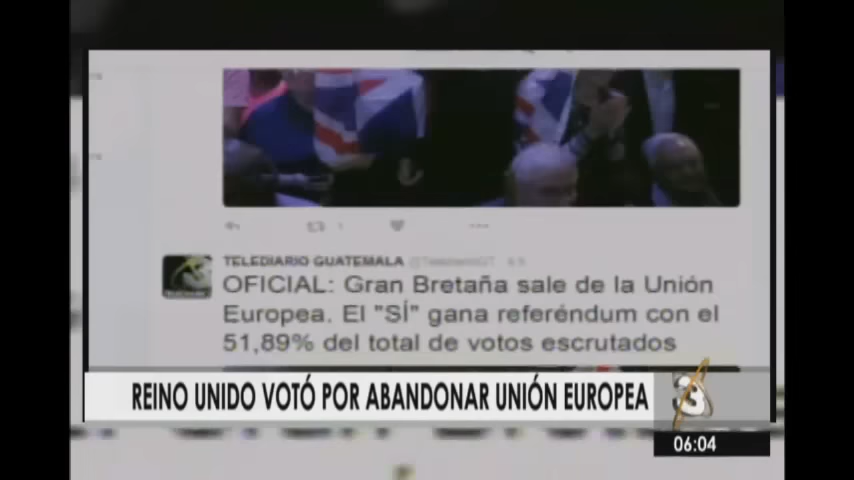 TELEDIARIO GUATEMALA
OFICIAL: Gran Bretaña sale de la Unión
Europea. El "SÍ" gana referéndum con el
51,89% del total de votos escrutados
REINO UNIDO VOTÓ POR ABANDONAR UNIÓN EUROPEA
3
06:04